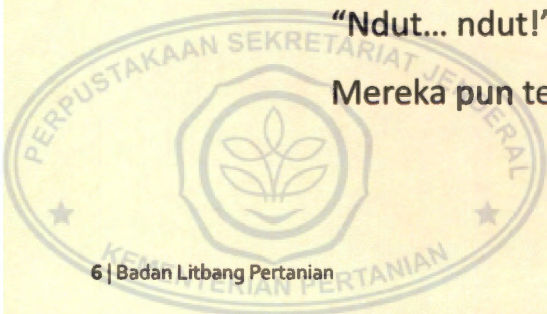 “Ndut... ndut!”
Mereka pun te
PERPUSTAKAAN SEKRETARIAT JENDERAL
KEMENTERIAN PERTANIAN
6 | Badan Litbang Pertanian